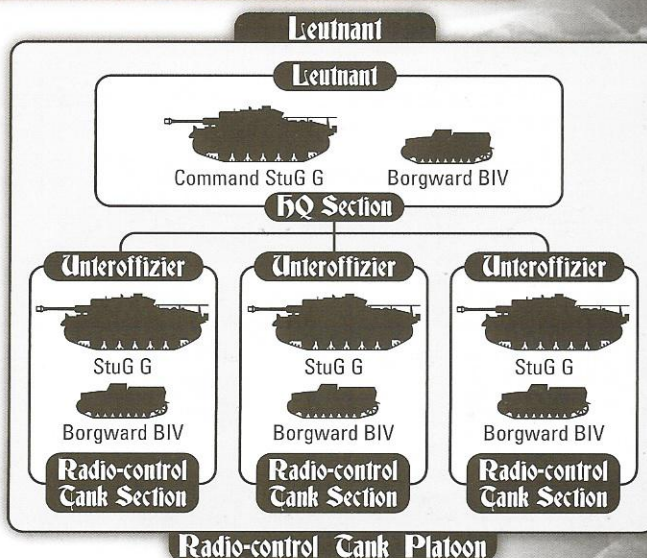 Leutnant
Leutnant
Command StuG G
Borgward BIV
HQ Section
Unteroffizier
StuG G
Borgward BIV
Radio-control
Tank Section
Unteroffizier
StuG G
Borgward BIV
Radio-control
Tank Section
Unteroffizier
StuG G
Borgward BIV
Radio-control
Tank Section
Radio-control Tank Platoon